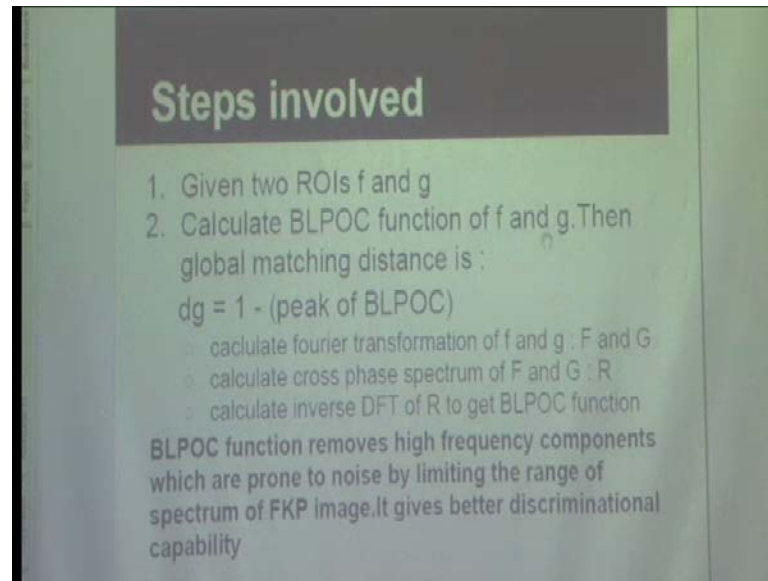 Steps involved
1. Given two ROIs f and g
2. Calculate BLPOC function of f and g.Then
global matching distance is :
dg = 1 - (peak of BLPOC)
caclulate fourier transformation of f and g : F and G
calculate cross phase spectrum of F and G : R
calculate inverse DFT of R to get BLPOC function
BLPOC function removes high frequency components
which are prone to noise by limiting the range of
spectrum of FKP image.It gives better discriminational
capability